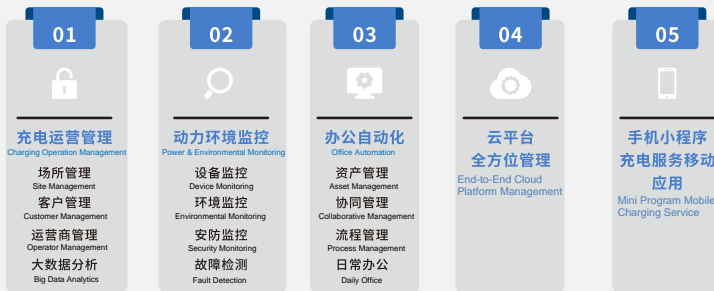 01
充电运营管理
Charging Operation Management
场所管理
Site Management
客户管理
Customer Management
运营商管理
Operator Management
大数据分析
Big Data Analytics
02
动力环境监控
Power & Environmental Monitoring
设备监控
Device Monitoring
环境监控
Environmental Monitoring
安防监控
Security Monitoring
故障检测
Fault Detection
03
办公自动化
Office Automation
资产管理
Asset Management
协同管理
Collaborative Management
流程管理
Process Management
日常办公
Daily Office
04
云平台
全方位管理
End-to-End Cloud
Platform Management
05
手机小程序
充电服务移动
应用
Mini Program Mobile
Charging Service